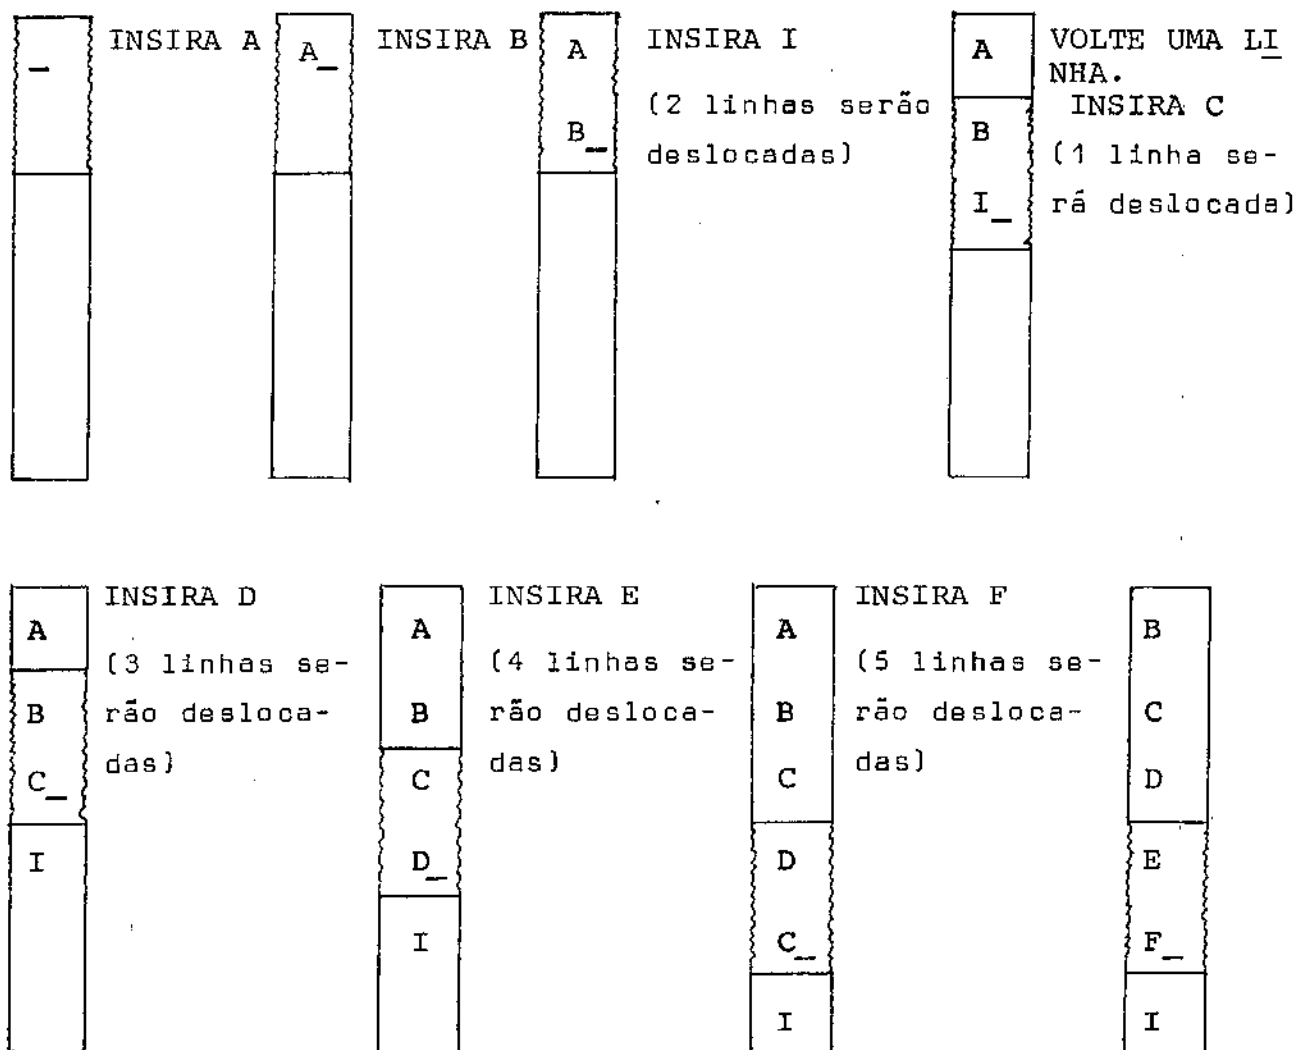 _ INSIRA A A_ INSIRA B A INSIRA I A VOLTE UMA LI
NHA.
(2 linhas serão INSIRA C
B_ deslocadas) B (1 linha se-
I_ rá deslocada)
INSIRA D INSIRA E INSIRA F
A A A B
(3 linhas se- (4 linhas se- (5 linhas se-
B rão desloca- B rão desloca- B rão desloca- C
C_ das) C das) C das) D
I D_ D E
I C_ F_
I I